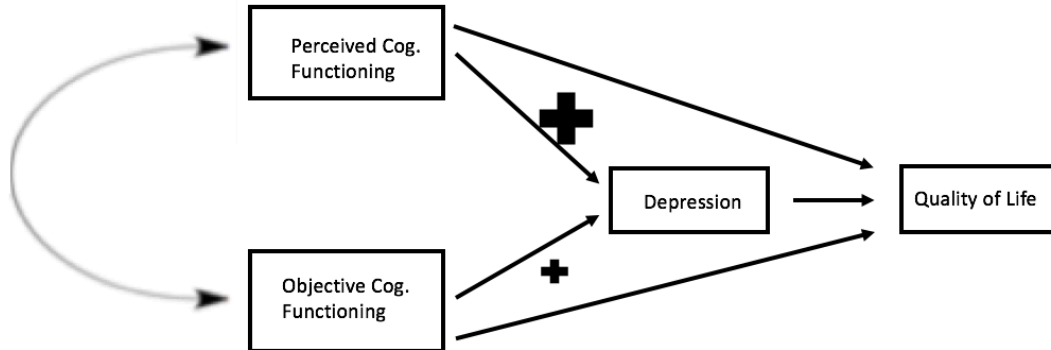 Perceived Cog.
Functioning
Depression
Quality of Life
Objective Cog.
Functioning